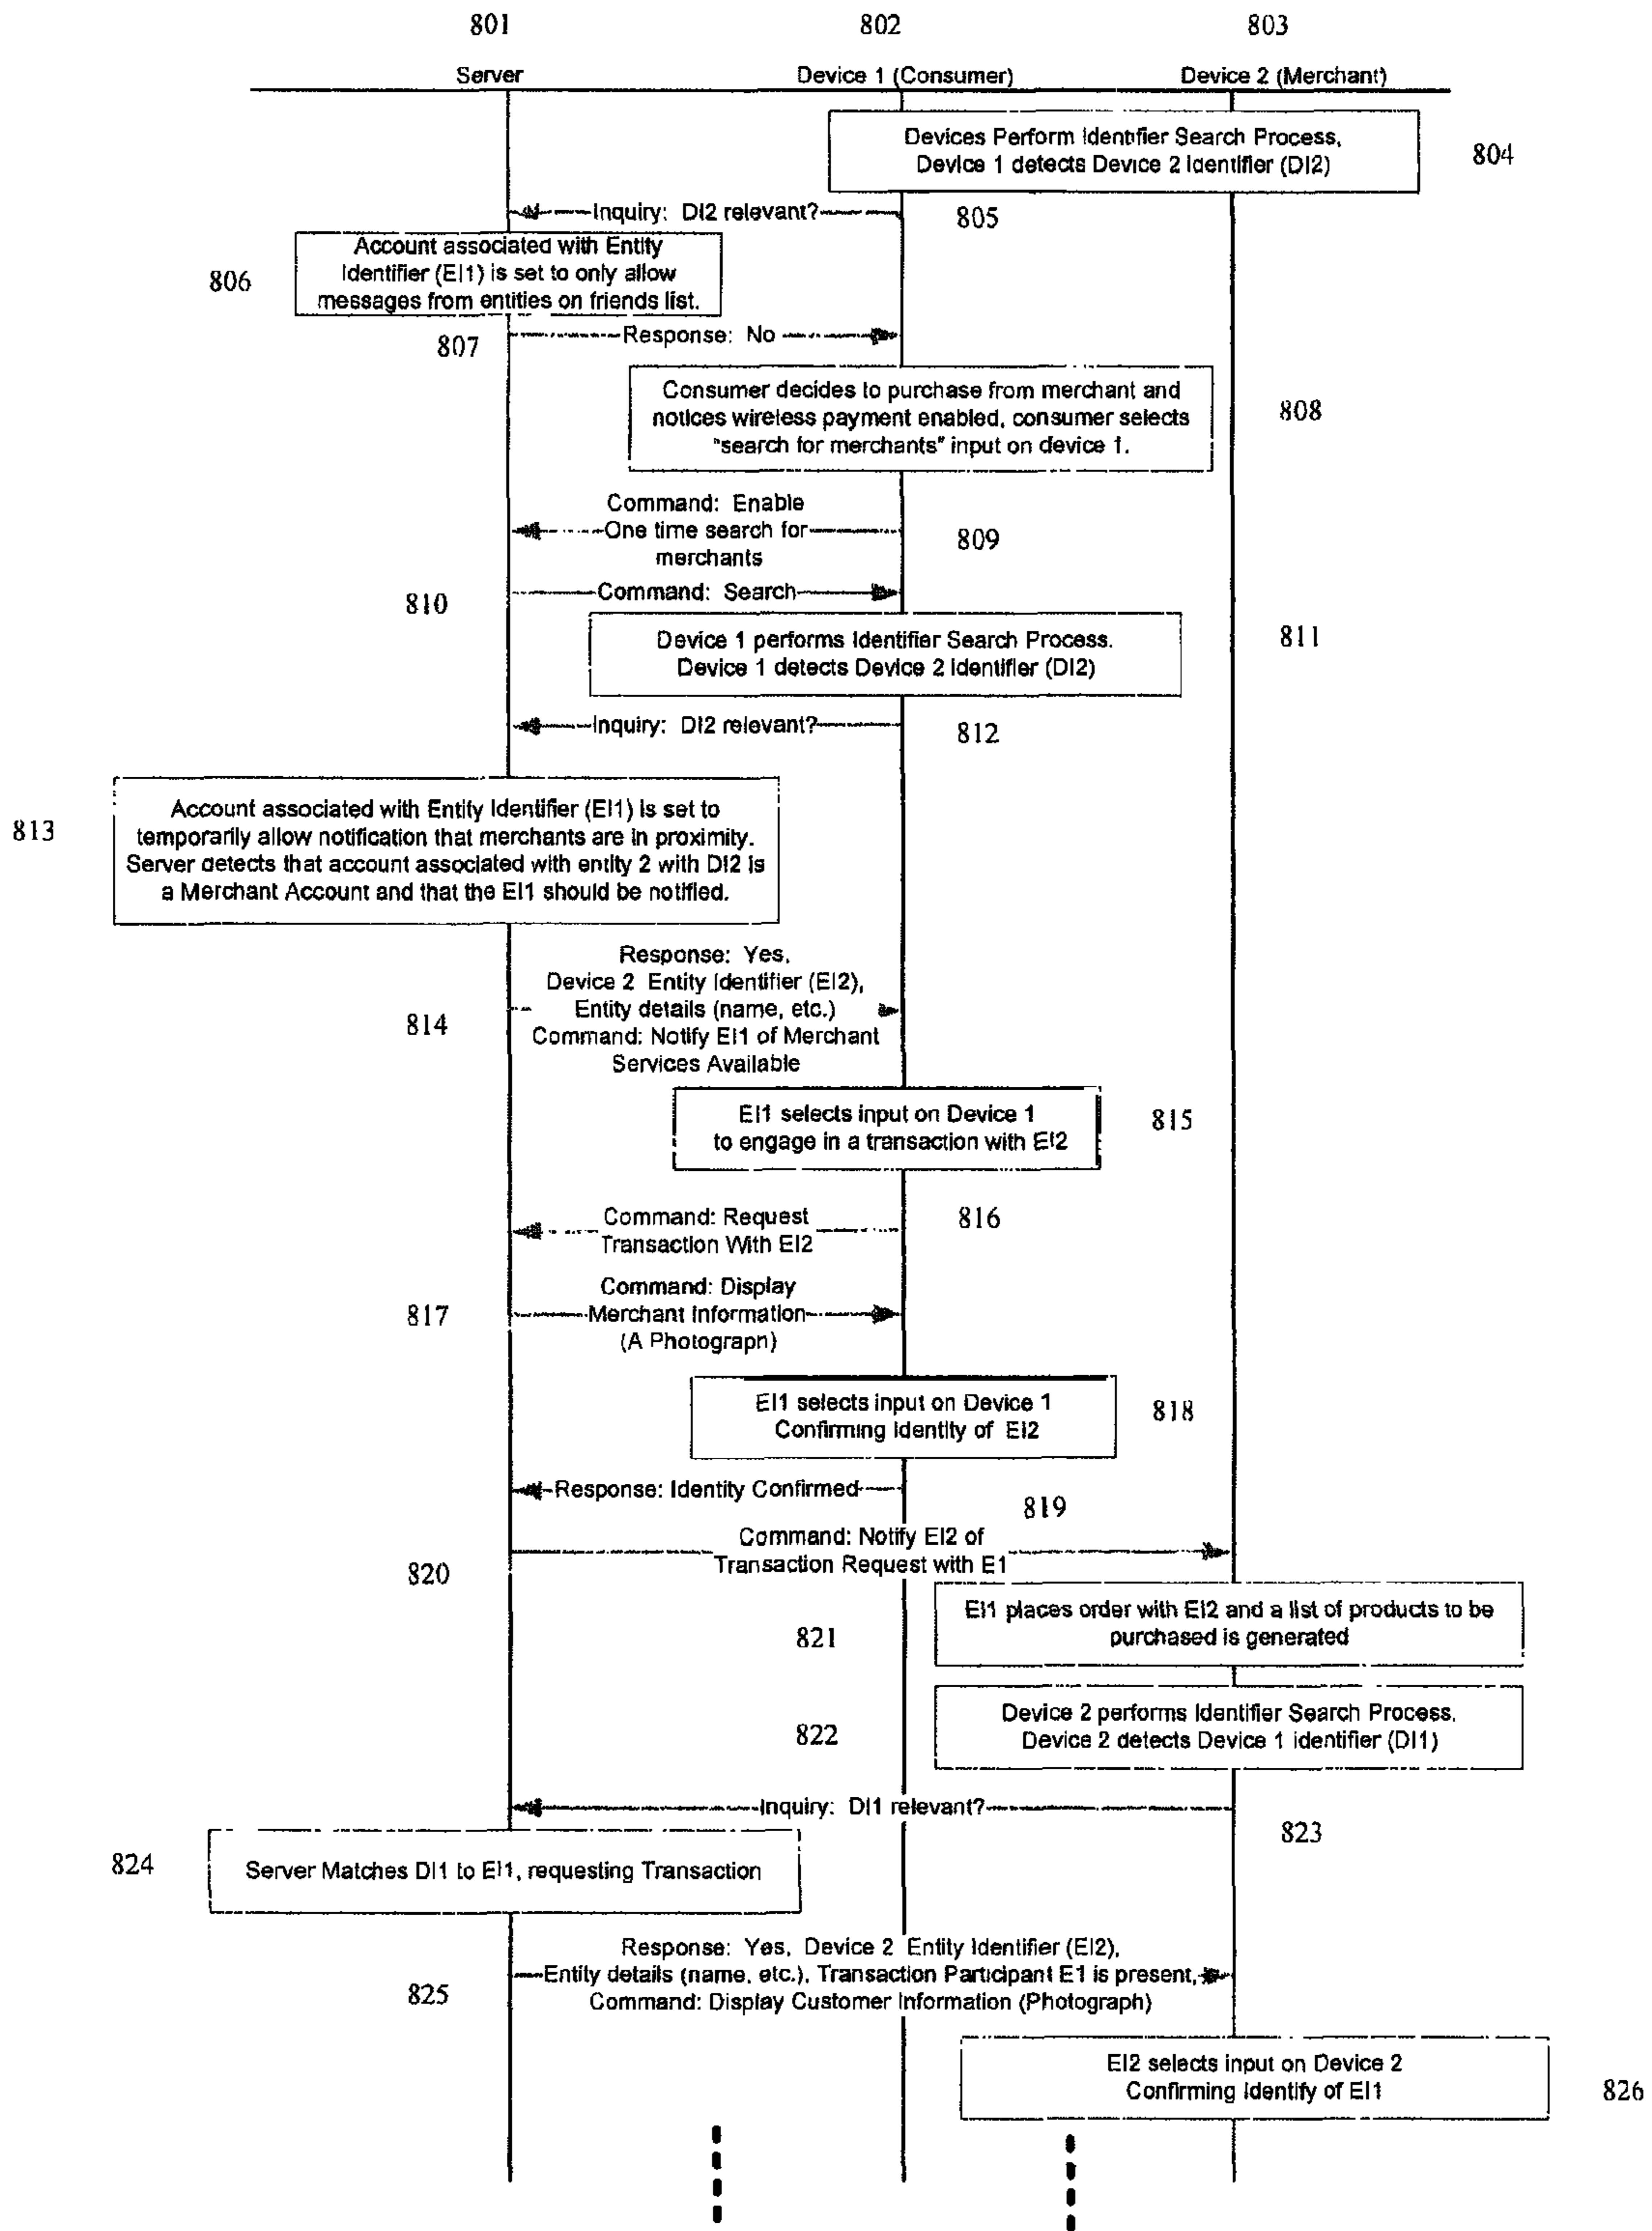 801
802
803
Server
Device 1 (Consumer)
Device 2 (Merchant)
Devices Perform Identifier Search Process,
Device 1 detects Device 2 Identifier (DI2)
804
Inquiry: DI2 relevant?
805
Account associated with Entity
Identifier (EI1) is set to only allow
messages from entities on friends list.
806
Response: No
807
Consumer decides to purchase from merchant and
notices wireless payment enabled, consumer selects
"search for merchants" input on device 1.
808
Command: Enable
One time search for
merchants
809
Command: Search
810
Device 1 performs Identifier Search Process.
Device 1 detects Device 2 Identifier (DI2)
811
Inquiry: DI2 relevant?
812
Account associated with Entity Identifier (EI1) is set to
temporarily allow notification that merchants are in proximity.
Server detects that account associated with entity 2 with DI2 is
a Merchant Account and that the EI1 should be notified.
813
Response: Yes,
Device 2 Entity Identifier (EI2),
Entity details (name, etc.)
Command: Notify EI1 of Merchant
Services Available
814
EI1 selects input on Device 1
to engage in a transaction with EI2
815
Command: Request
Transaction With EI2
816
Command: Display
Merchant Information
(A Photograph)
817
EI1 selects input on Device 1
Confirming Identity of EI2
818
Response: Identity Confirmed
819
Command: Notify EI2 of
Transaction Request with E1
820
EI1 places order with EI2 and a list of products to be
purchased is generated
821
Device 2 performs Identifier Search Process.
Device 2 detects Device 1 identifier (DI1)
822
Inquiry: DI1 relevant?
823
Server Matches DI1 to EI1, requesting Transaction
824
Response: Yes, Device 2 Entity Identifier (EI2),
Entity details (name, etc.), Transaction Participant E1 is present,
Command: Display Customer Information (Photograph)
825
EI2 selects input on Device 2
Confirming Identify of EI1
826